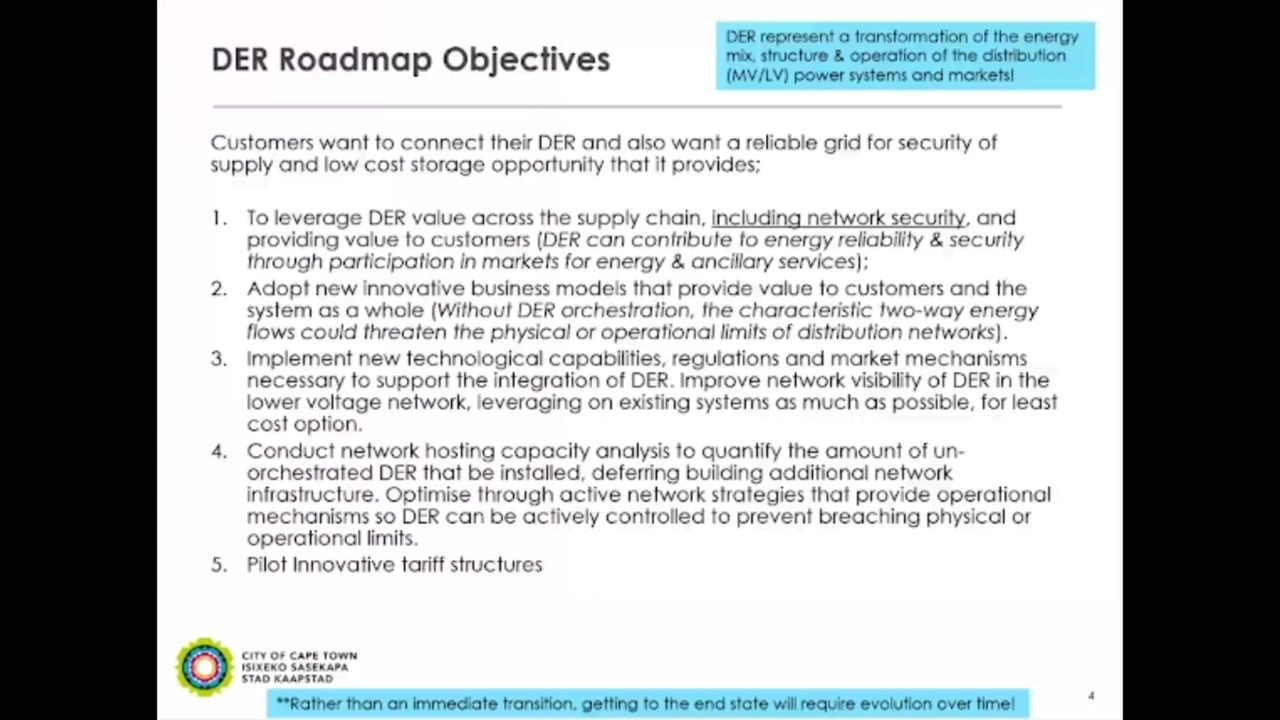 DER Roadmap Objectives
DER represent a transformation of the energy
mix, structure & operation of the distribution
(MV/LV) power systems and markets!
Customers want to connect their DER and also want a reliable grid for security of
supply and low cost storage opportunity that it provides;
1. To leverage DER value across the supply chain, including network security, and
providing value to customers (DER can contribute to energy reliability & security
through participation in markets for energy & ancillary services);
2. Adopt new innovative business models that provide value to customers and the
system as a whole (Without DER orchestration, the characteristic two-way energy
flows could threaten the physical or operational limits of distribution networks).
3. Implement new technological capabilities, regulations and market mechanisms
necessary to support the integration of DER. Improve network visibility of DER in the
lower voltage network, leveraging on existing systems as much as possible, for least
cost option.
4. Conduct network hosting capacity analysis to quantify the amount of un-
orchestrated DER that be installed, deferring building additional network
infrastructure. Optimise through active network strategies that provide operational
mechanisms so DER can be actively controlled to prevent breaching physical or
operational limits.
5. Pilot Innovative tariff structures
CITY OF CAPE TOWN
ISIXEKO SASEKAPA
STAD KAAPSTAD
**Rather than an immediate transition, getting to the end state will require evolution over time!
4